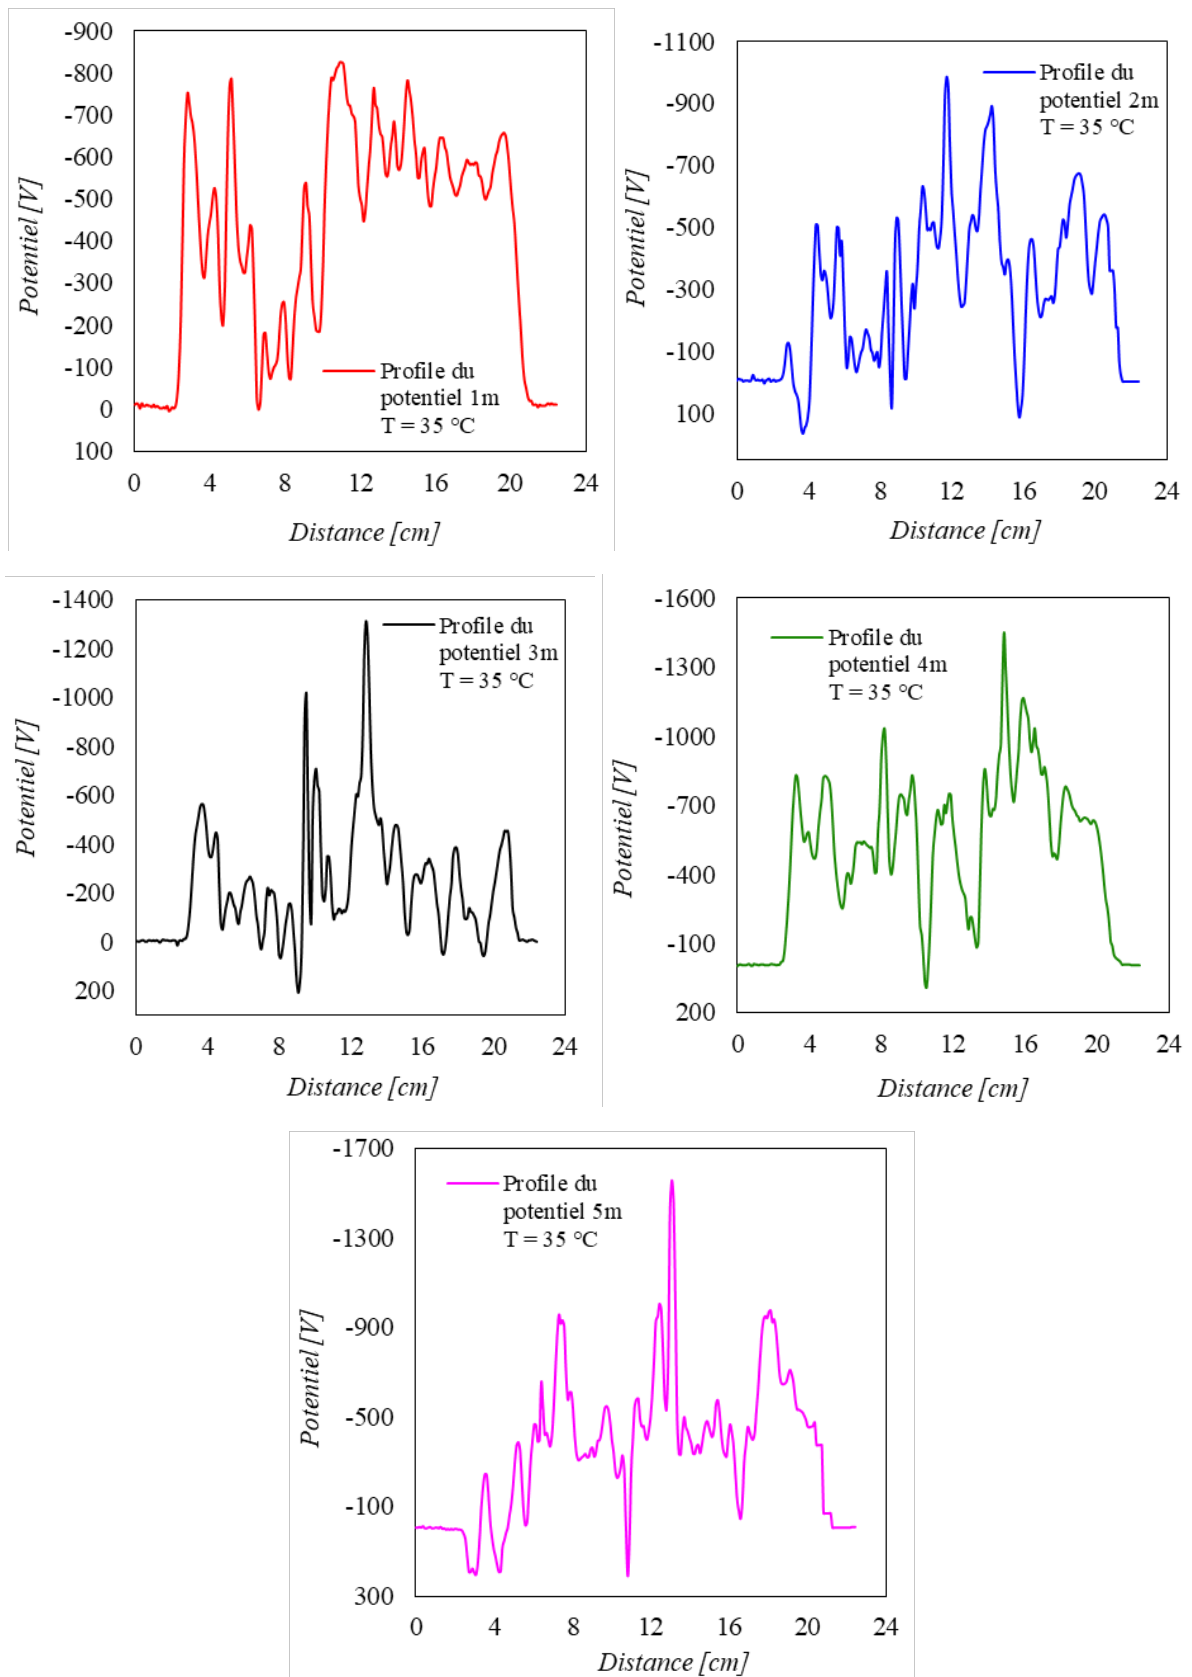 -900
-800
-700
-600
-500
-400
-300
-200
-100
0
100
Potentiel [V]
Profile du
potentiel 1m
T = 35 °C
0 4 8 12 16 20 24
Distance [cm]
-1100
-900
-700
-500
-300
-100
100
Potentiel [V]
Profile du
potentiel 2m
T = 35 °C
0 4 8 12 16 20 24
Distance [cm]
-1400
-1200
-1000
-800
-600
-400
-200
0
200
Potentiel [V]
Profile du
potentiel 3m
T = 35 °C
0 4 8 12 16 20 24
Distance [cm]
-1600
-1300
-1000
-700
-400
-100
200
Potentiel [V]
Profile du
potentiel 4m
T = 35 °C
0 4 8 12 16 20 24
Distance [cm]
-1700
-1300
-900
-500
-100
300
Potentiel [V]
Profile du
potentiel 5m
T = 35 °C
0 4 8 12 16 20 24
Distance [cm]